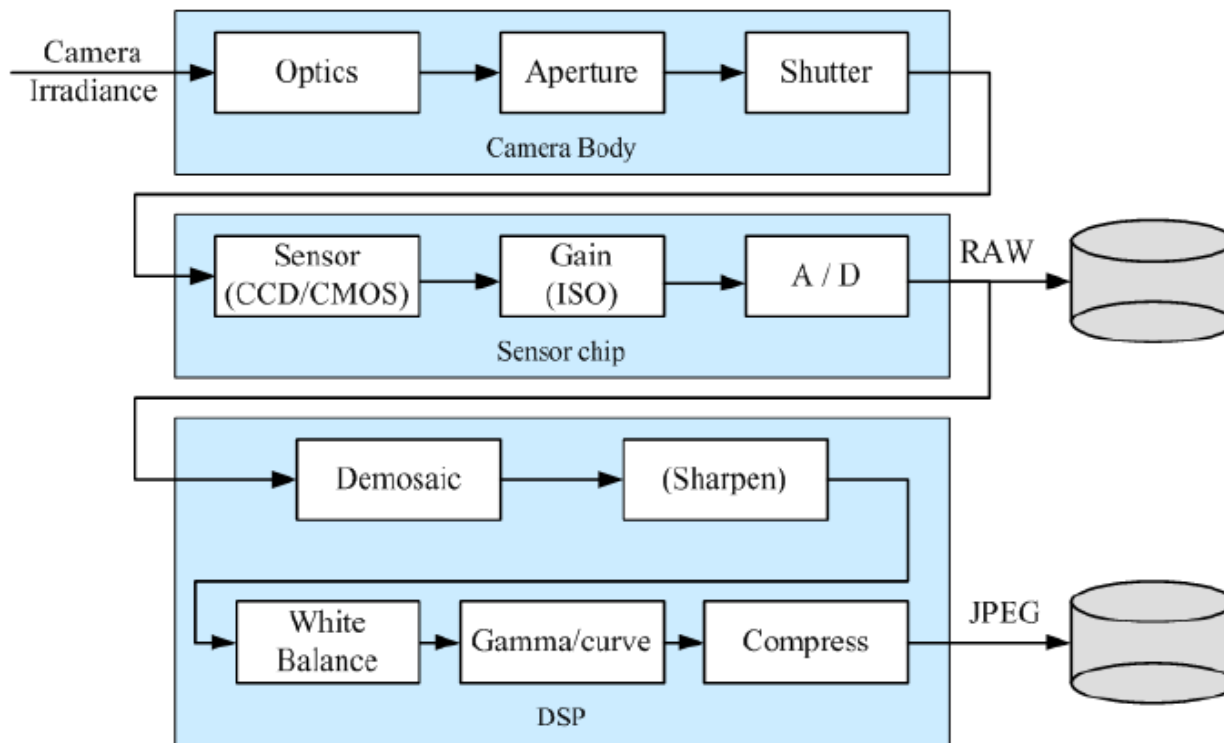 Camera
Irradiance
Optics
Aperture
Shutter
Camera Body
Sensor
(CCD/CMOS)
Gain
(ISO)
A / D
RAW
Sensor chip
Demosaic
(Sharpen)
White
Balance
Gamma/curve
Compress
JPEG
DSP